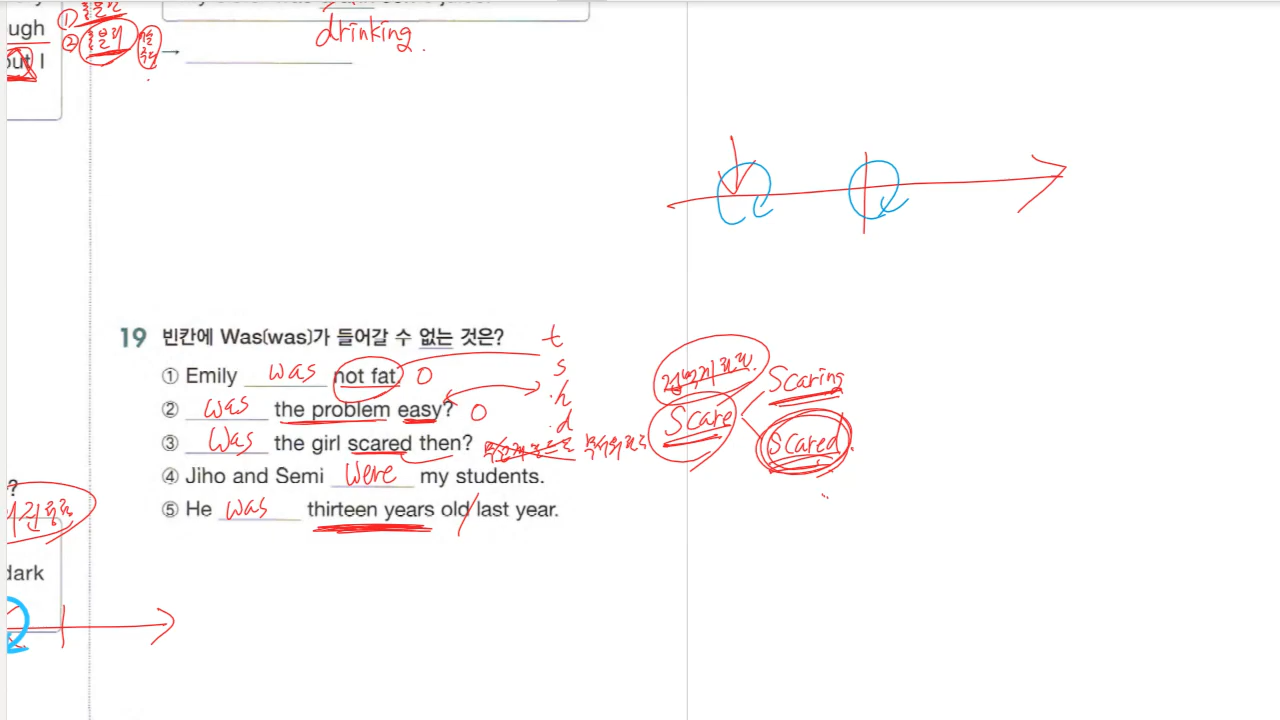 ugh
but I
drinking.
→
19 빈칸에 Was(was)가 들어갈 수 없는 것은?
① Emily was not fat. O
② was the problem easy? O
③ Was the girl scared then?
④ Jiho and Semi were my students.
⑤ He was thirteen years old / last year.
t
s
.h
.d
Scare
Scaring
Scared
?
dark